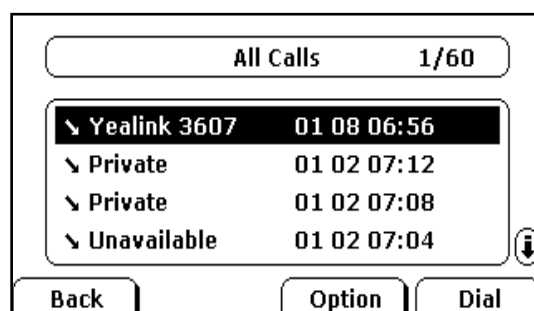 All Calls 1/60
Yealink 3607 01 08 06:56
Private 01 02 07:12
Private 01 02 07:08
Unavailable 01 02 07:04
Back Option Dial